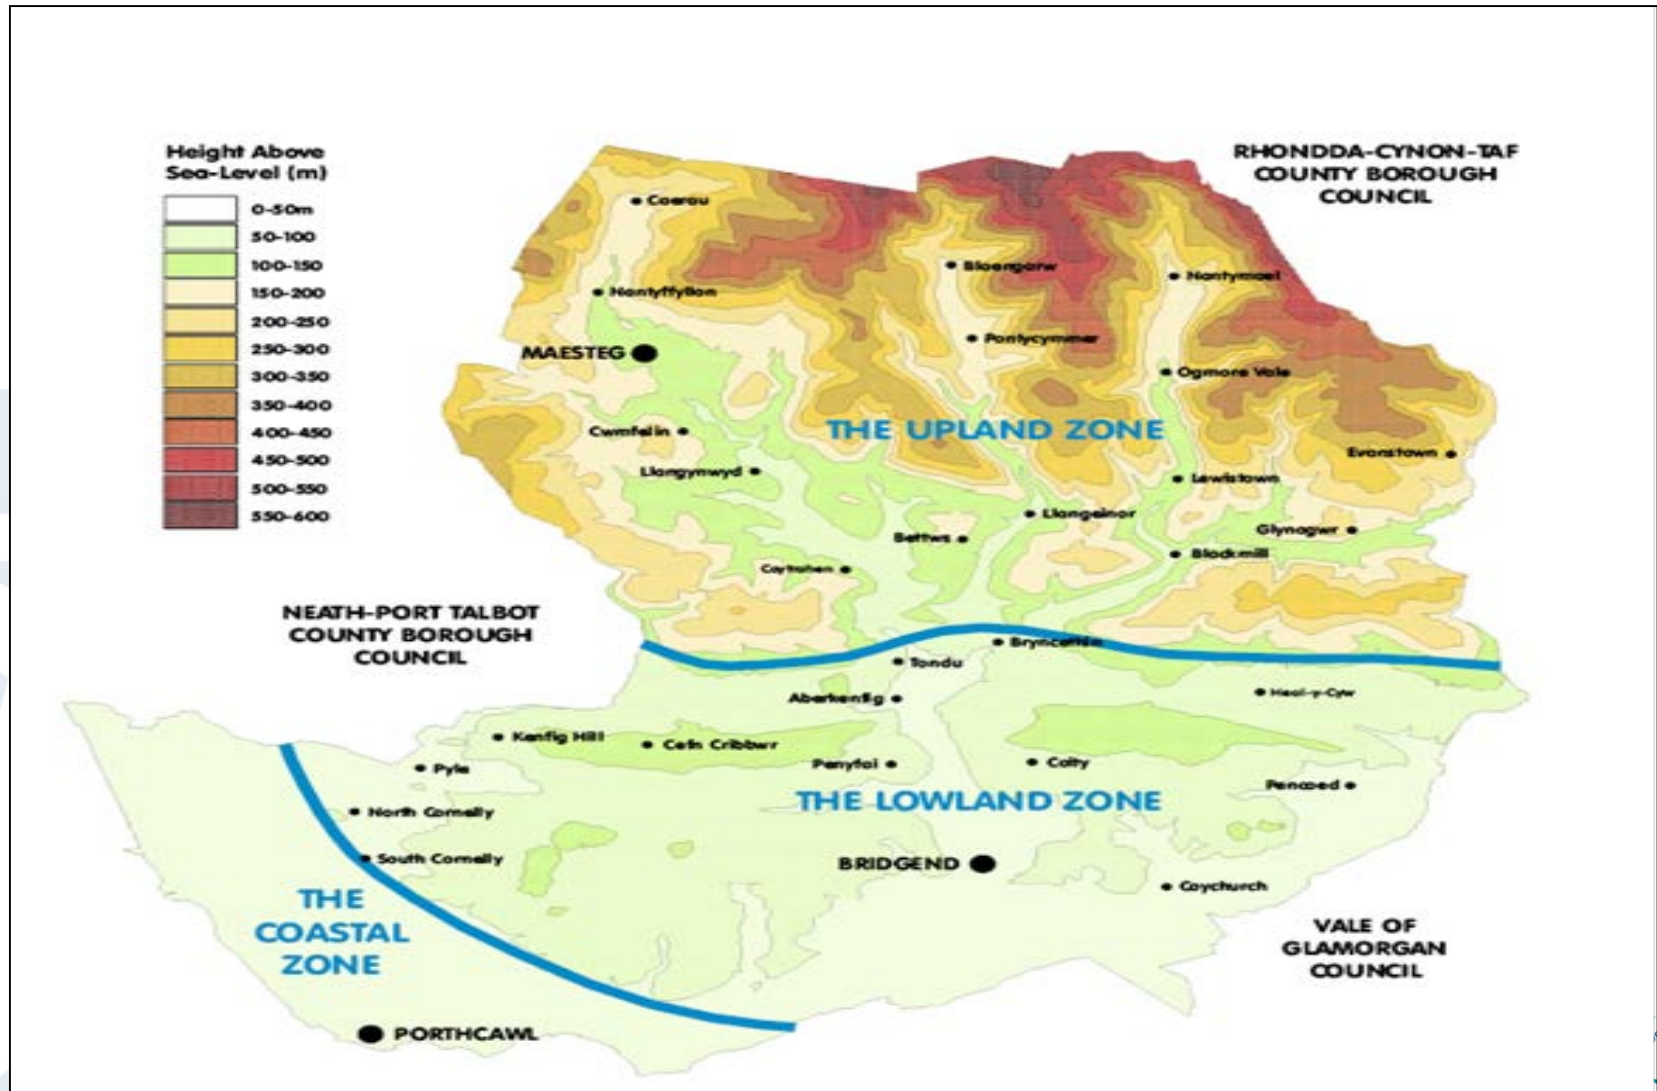 Height Above
Sea-Level (m)
0-50m
50-100
100-150
150-200
200-250
250-300
300-350
350-400
400-450
450-500
500-550
550-600
RHONDDA-CYNON-TAF
COUNTY BOROUGH
COUNCIL
Caerau
Blaengarw
Nantymoel
Nantyffyllon
MAESTEG
Pontycymmer
Ogmore Vale
THE UPLAND ZONE
Cwmfelin
Evanstown
Llangynwyd
Lewistown
Llangeinor
Glynogwr
Bettws
Blackmill
Coytrahen
NEATH-PORT TALBOT
COUNTY BOROUGH
COUNCIL
Bryncethin
Tondu
Heol-y-Cyw
Aberkenfig
Kenfig Hill
Cefn Cribbwr
Penyfai
Coity
Pyle
Pencoed
THE LOWLAND ZONE
North Cornelly
South Cornelly
BRIDGEND
Coychurch
THE
COASTAL
ZONE
VALE OF
GLAMORGAN
COUNCIL
PORTHCAWL